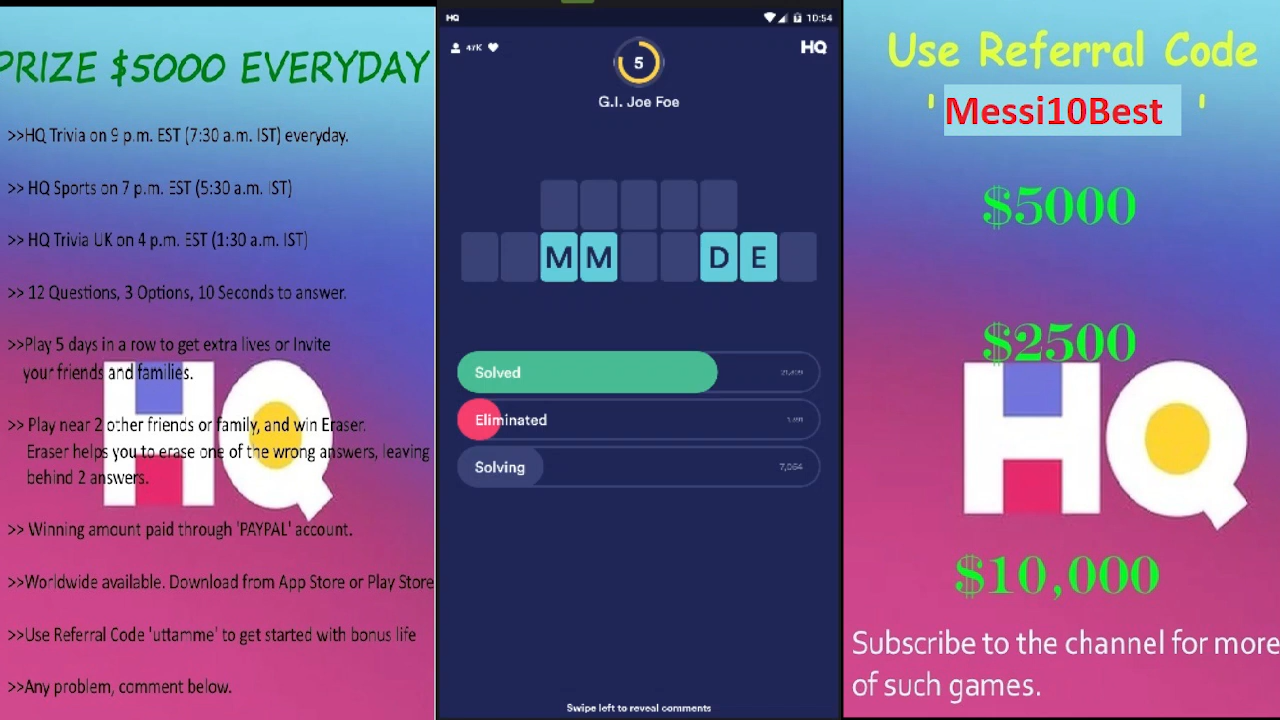 PRIZE $5000 EVERYDAY
>>HQ Trivia on 9 p.m. EST (7:30 a.m. IST) everyday.
>> HQ Sports on 7 p.m. EST (5:30 a.m. IST)
>> HQ Trivia UK on 4 p.m. EST (1:30 a.m. IST)
>> 12 Questions, 3 Options, 10 Seconds to answer.
>>Play 5 days in a row to get extra lives or Invite
your friends and families.
>> Play near 2 other friends or family, and win Eraser.
Eraser helps you to erase one of the wrong answers, leaving
behind 2 answers.
>> Winning amount paid through 'PAYPAL' account.
>>Worldwide available. Download from App Store or Play Store
>>Use Referral Code 'uttamme' to get started with bonus life
>>Any problem, comment below.
HQ
HQ
10:54
47K
HQ
5
G.I. Joe Foe
MM DE
Solved
Eliminated
Solving 7,064
Swipe left to reveal comments
Use Referral Code
' Messi10Best '
$5000
$2500
HQ
$10,000
Subscribe to the channel for more
of such games.